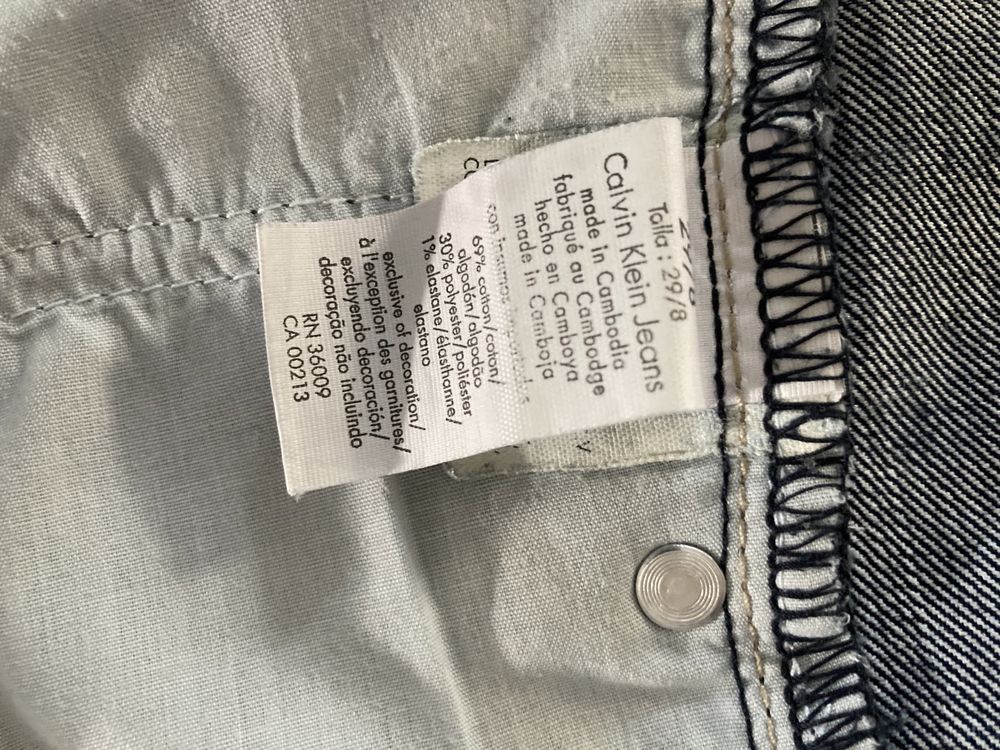 Talla : 29/8
Calvin Klein Jeans
made in Cambodia
fabriqué au Cambodge
hecho en Camboya
made in Camboja
69% cotton/coton/
algodón/algodão
30% polyester/poliéster
1% elastane/élasthanne/
elastano
exclusive of decoration/
à l'exception des garnitures/
excluyendo decoración/
decoração não incluindo
RN 36009
CA 00213